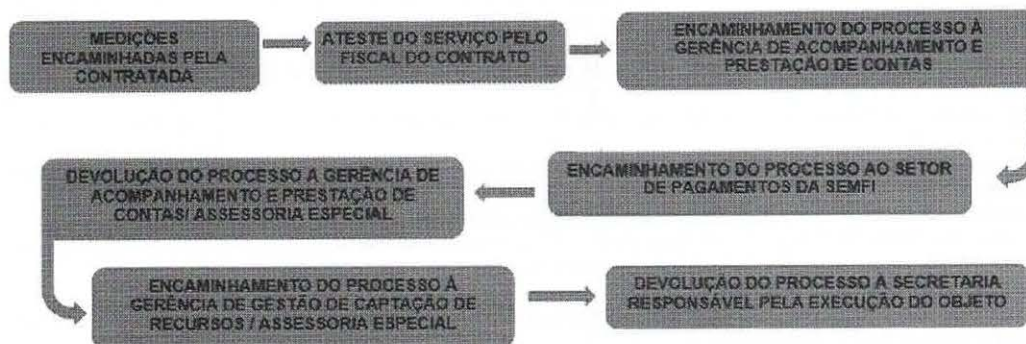 MEDIÇÕES
ENCAMINHADAS PELA
CONTRATADA
ATESTE DO SERVIÇO PELO
FISCAL DO CONTRATO
ENCAMINHAMENTO DO PROCESSO À
GERÊNCIA DE ACOMPANHAMENTO E
PRESTAÇÃO DE CONTAS
ENCAMINHAMENTO DO PROCESSO AO SETOR
DE PAGAMENTOS DA SEMFI
DEVOLUÇÃO DO PROCESSO A GERÊNCIA DE
ACOMPANHAMENTO E PRESTAÇÃO DE
CONTAS/ ASSESSORIA ESPECIAL
ENCAMINHAMENTO DO PROCESSO À
GERÊNCIA DE GESTÃO DE CAPTAÇÃO DE
RECURSOS / ASSESSORIA ESPECIAL
DEVOLUÇÃO DO PROCESSO À SECRETARIA
RESPONSÁVEL PELA EXECUÇÃO DO OBJETO